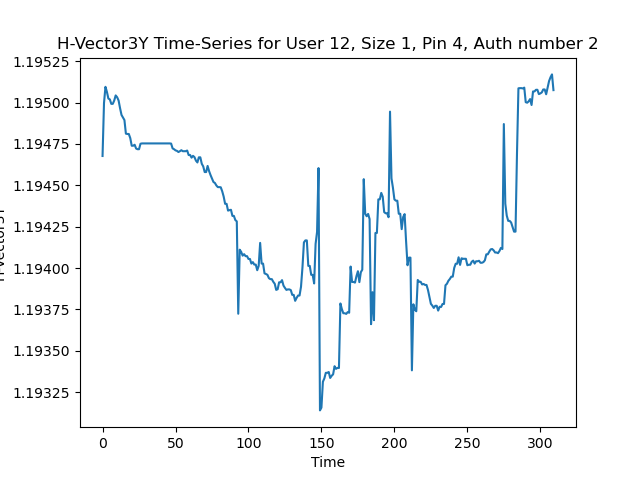 H-Vector3Y Time-Series for User 12, Size 1, Pin 4, Auth number 2
1.19525
1.19500
1.19475
1.19450
1.19425
1.19400
1.19375
1.19350
1.19325
H-Vector3Y
0 50 100 150 200 250 300
Time